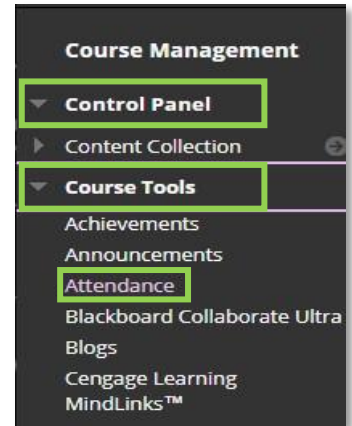 Course Management
Control Panel
Content Collection
Course Tools
Achievements
Announcements
Attendance
Blackboard Collaborate Ultra
Blogs
Cengage Learning
MindLinks™